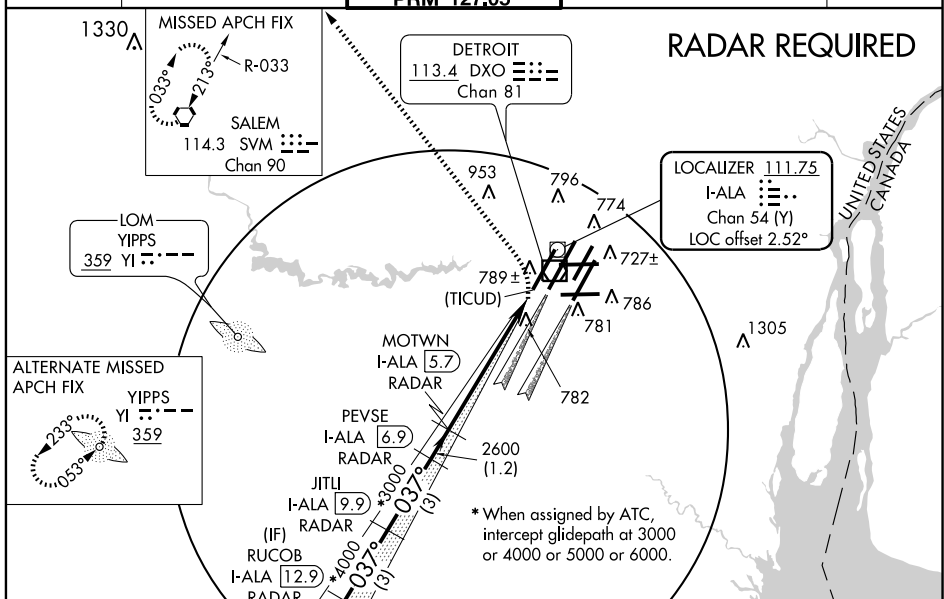 PRM 127.05
1330
MISSED APCH FIX
R-033
033°
213°
SALEM
114.3 SVM
Chan 90
DETROIT
113.4 DXO
Chan 81
RADAR REQUIRED
LOCALIZER 111.75
I-ALA
Chan 54 (Y)
LOC offset 2.52°
UNITED STATES
CANADA
953
796
774
727±
789±
(TICUD)
786
781
782
1305
LOM
YIPPS
359 YI
MOTWN
I-ALA 5.7
RADAR
ALTERNATE MISSED
APCH FIX
YIPPS
YI
359
233°
053°
PEVSE
I-ALA 6.9
RADAR
2600
(1.2)
JITLI
I-ALA 9.9
RADAR
*3000
037°
(3)
(IF)
RUCOB
I-ALA 12.9
RADAR
*4000
037°
(3)
* When assigned by ATC,
intercept glidepath at 3000
or 4000 or 5000 or 6000.